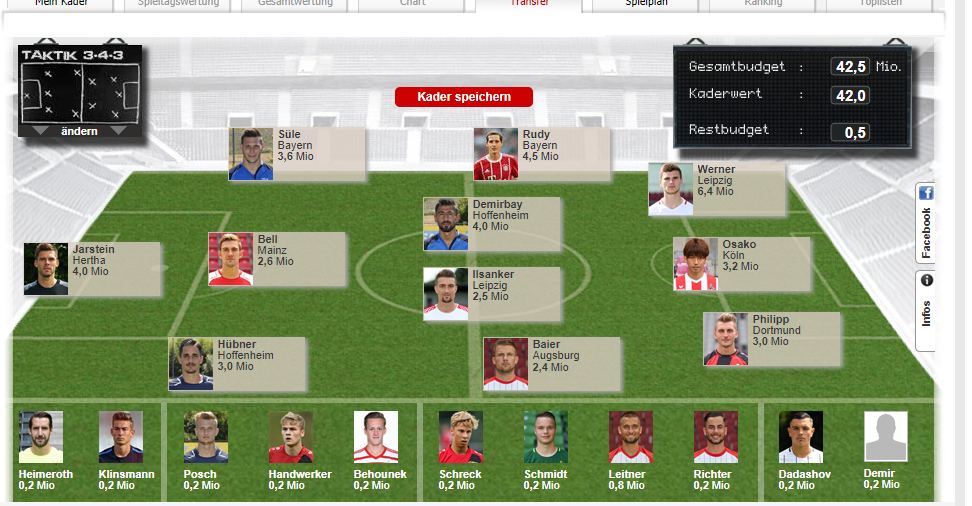 Mein Kader
Spieltagswertung
Gesamtwertung
Chart
Transfer
Spielplan
Ranking
Toplisten
TAKTIK 3-4-3
ändern
Kader speichern
Gesamtbudget : 42,5 Mio.
Kaderwert : 42,0
Restbudget : 0,5
Süle
Bayern
3,6 Mio
Rudy
Bayern
4,5 Mio
Werner
Leipzig
6,4 Mio
Demirbay
Hoffenheim
4,0 Mio
Jarstein
Hertha
4,0 Mio
Bell
Mainz
2,6 Mio
Osako
Köln
3,2 Mio
Ilsanker
Leipzig
2,5 Mio
Philipp
Dortmund
3,0 Mio
Hübner
Hoffenheim
3,0 Mio
Baier
Augsburg
2,4 Mio
Facebook
Infos
Heimeroth
0,2 Mio
Klinsmann
0,2 Mio
Posch
0,2 Mio
Handwerker
0,2 Mio
Behounek
0,2 Mio
Schreck
0,2 Mio
Schmidt
0,2 Mio
Leitner
0,8 Mio
Richter
0,2 Mio
Dadashov
0,2 Mio
Demir
0,2 Mio